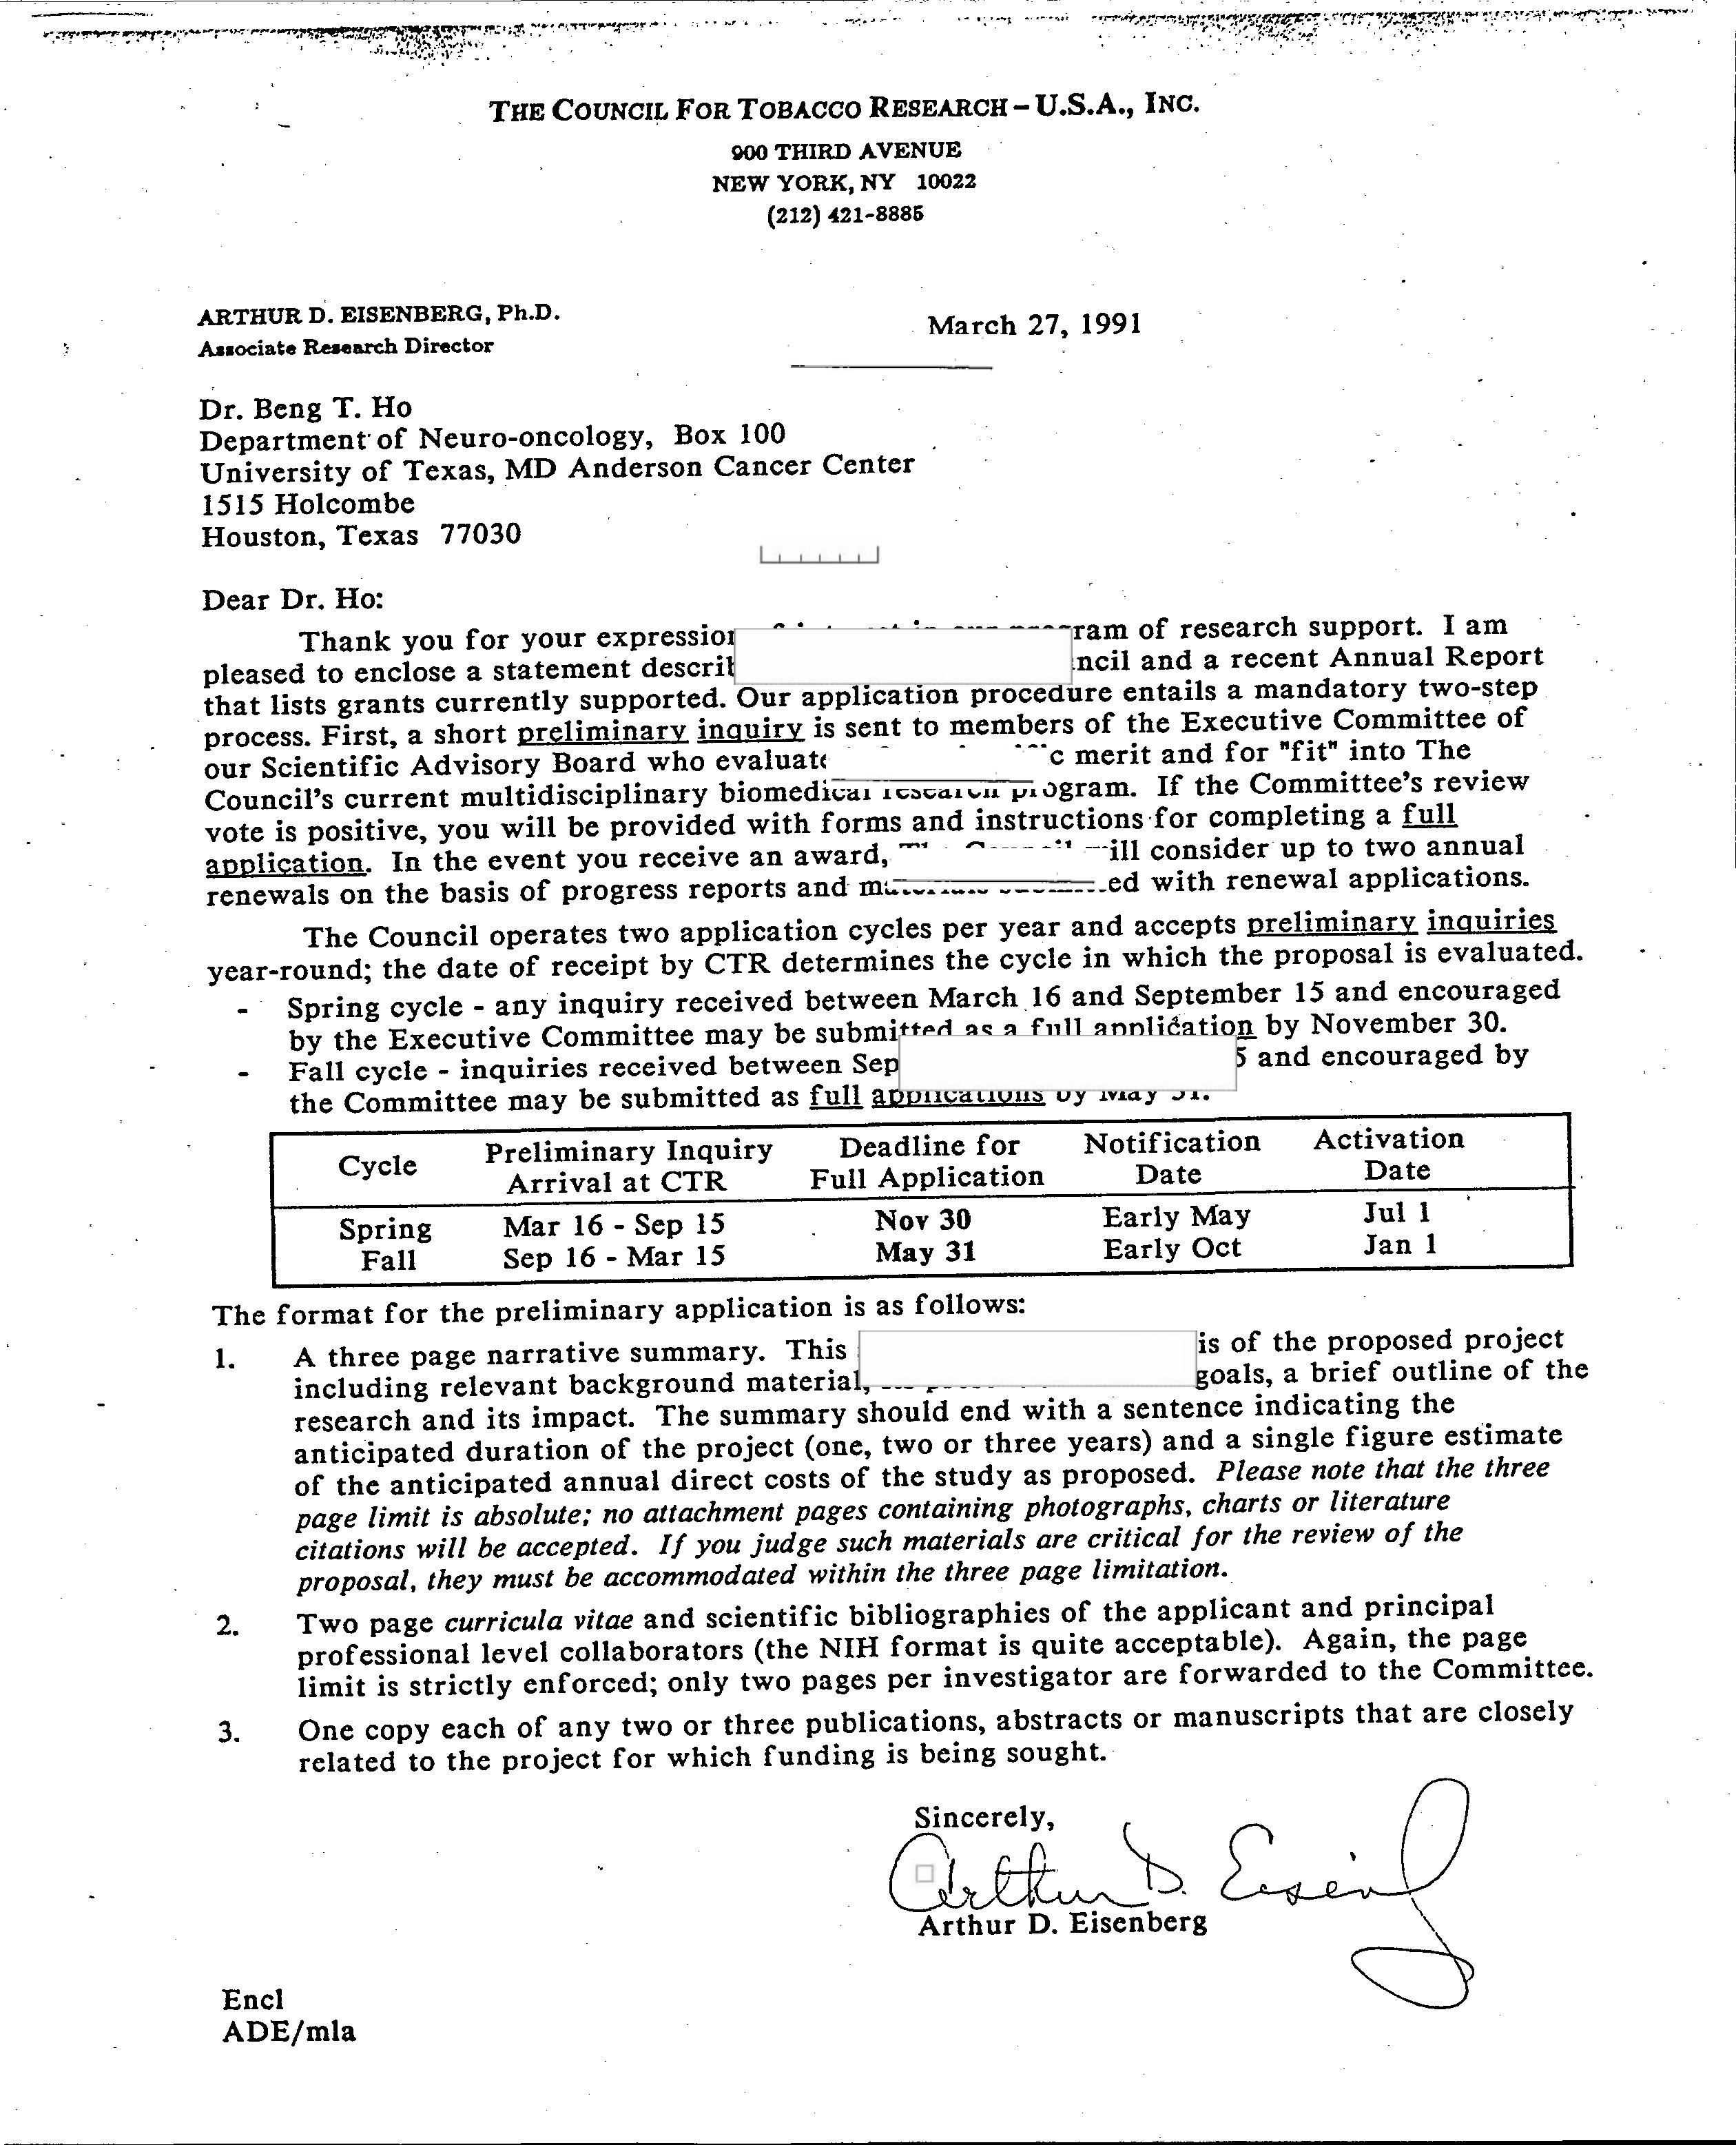 THE COUNCIL FOR TOBACCO RESEARCH – U.S.A., INC.
900 THIRD AVENUE
NEW YORK, NY 10022
(212) 421-8885
ARTHUR D. EISENBERG, Ph.D.
Associate Research Director
March 27, 1991
Dr. Beng T. Ho
Department of Neuro-oncology, Box 100
University of Texas, MD Anderson Cancer Center
1515 Holcombe
Houston, Texas 77030
Dear Dr. Ho:
Thank you for your of research support. I am
pleased to enclose a statement and a recent Annual Report
that lists grants currently supported. Our application procedure entails a mandatory two-step
process. First, a short preliminary inquiry is sent to members of the Executive Committee of
our Scientific Advisory Board who merit and for "fit" into The
Council's current multidisciplinary biomedical research program. If the Committee's review
vote is positive, you will be provided with forms and instructions for completing a full
application. In the event you receive an award, consider up to two annual
renewals on the basis of progress reports and with renewal applications.
The Council operates two application cycles per year and accepts preliminary inquiries
year-round; the date of receipt by CTR determines the cycle in which the proposal is evaluated.
- Spring cycle - any inquiry received between March 16 and September 15 and encouraged
by the Executive Committee may be submitted as a full application by November 30.
- Fall cycle - inquiries received between and encouraged by
the Committee may be submitted as full applications by May 31.
Cycle Preliminary Inquiry Arrival at CTR Deadline for Full Application Notification Date Activation Date
Spring Mar 16 - Sep 15 Nov 30 Early May Jul 1
Fall Sep 16 - Mar 15 May 31 Early Oct Jan 1
The format for the preliminary application is as follows:
1. A three page narrative summary. This of the proposed project
including relevant background material, goals, a brief outline of the
research and its impact. The summary should end with a sentence indicating the
anticipated duration of the project (one, two or three years) and a single figure estimate
of the anticipated annual direct costs of the study as proposed. Please note that the three
page limit is absolute; no attachment pages containing photographs, charts or literature
citations will be accepted. If you judge such materials are critical for the review of the
proposal, they must be accommodated within the three page limitation.
2. Two page curricula vitae and scientific bibliographies of the applicant and principal
professional level collaborators (the NIH format is quite acceptable). Again, the page
limit is strictly enforced; only two pages per investigator are forwarded to the Committee.
3. One copy each of any two or three publications, abstracts or manuscripts that are closely
related to the project for which funding is being sought.
Sincerely,
Arthur D. Eisenberg
Arthur D. Eisenberg
Encl
ADE/mla